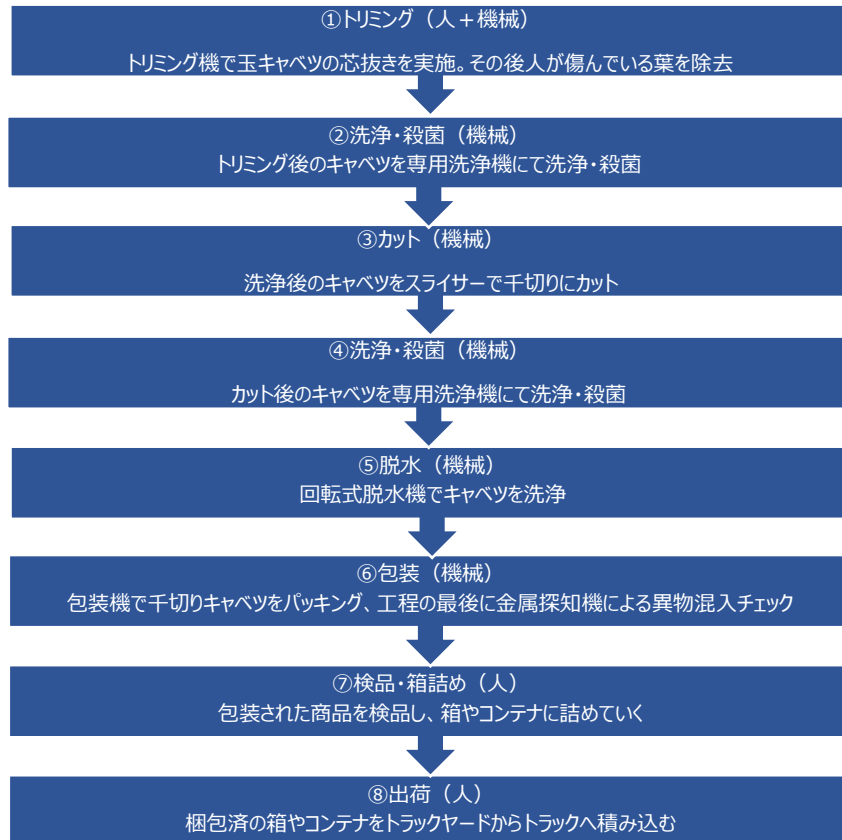 ①トリミング（人＋機械）
トリミング機で玉キャベツの芯抜きを実施。その後人が傷んでいる葉を除去
②洗浄・殺菌（機械）
トリミング後のキャベツを専用洗浄機にて洗浄・殺菌
③カット（機械）
洗浄後のキャベツをスライサーで千切りにカット
④洗浄・殺菌（機械）
カット後のキャベツを専用洗浄機にて洗浄・殺菌
⑤脱水（機械）
回転式脱水機でキャベツを洗浄
⑥包装（機械）
包装機で千切りキャベツをパッキング、工程の最後に金属探知機による異物混入チェック
⑦検品・箱詰め（人）
包装された商品を検品し、箱やコンテナに詰めていく
⑧出荷（人）
梱包済の箱やコンテナをトラックヤードからトラックへ積み込む